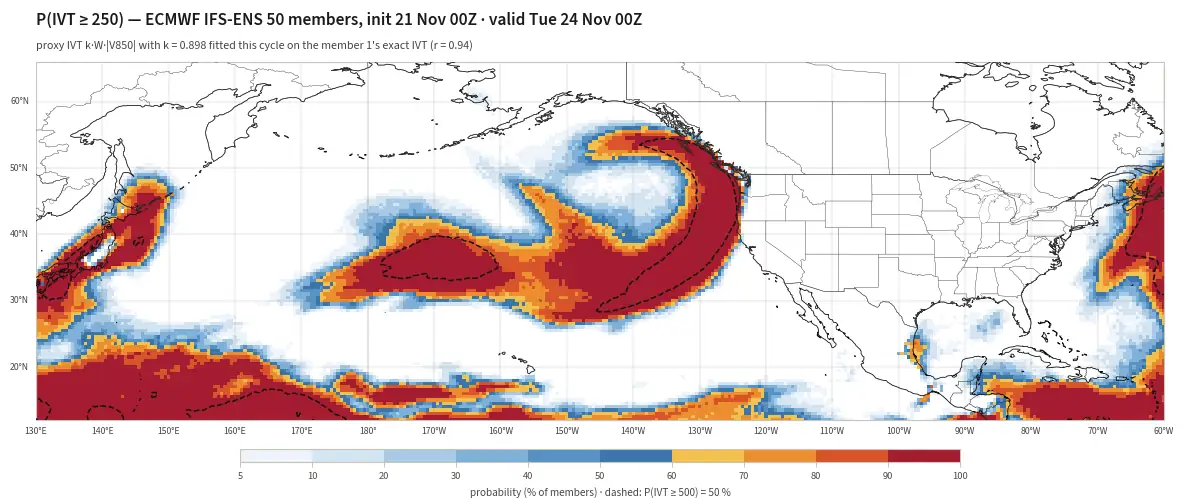 P(IVT ≥ 250) — ECMWF IFS-ENS 50 members, init 21 Nov 00Z · valid Tue 24 Nov 00Z
proxy IVT k·W·|V850| with k = 0.898 fitted this cycle on the member 1's exact IVT (r = 0.94)
60°N
50°N
40°N
30°N
20°N
130°E 140°E 150°E 160°E 170°E 180° 170°W 160°W 150°W 140°W 130°W 120°W 110°W 100°W 90°W 80°W 70°W 60°W
5 10 20 30 40 50 60 70 80 90 100
probability (% of members) · dashed: P(IVT ≥ 500) = 50 %